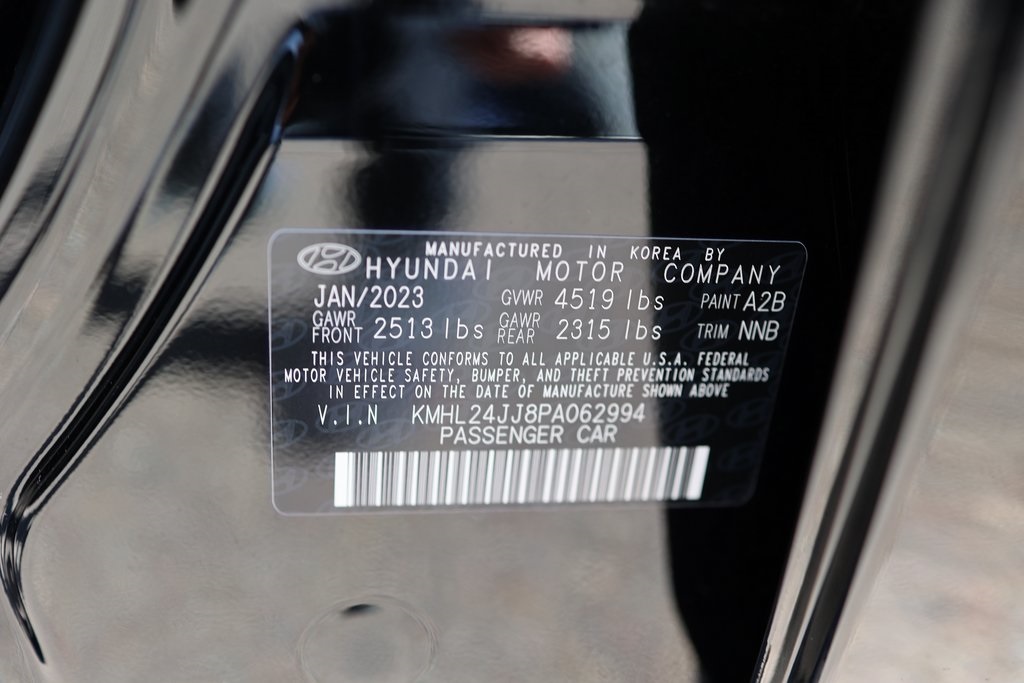 MANUFACTURED IN KOREA BY
HYUNDAI MOTOR COMPANY
JAN/2023 GVWR 4519 lbs PAINT A2B
GAWR FRONT 2513 lbs GAWR REAR 2315 lbs TRIM NNB
THIS VEHICLE CONFORMS TO ALL APPLICABLE U.S.A. FEDERAL
MOTOR VEHICLE SAFETY, BUMPER, AND THEFT PREVENTION STANDARDS
IN EFFECT ON THE DATE OF MANUFACTURE SHOWN ABOVE
V.I.N KMHL24JJ8PA062994
PASSENGER CAR